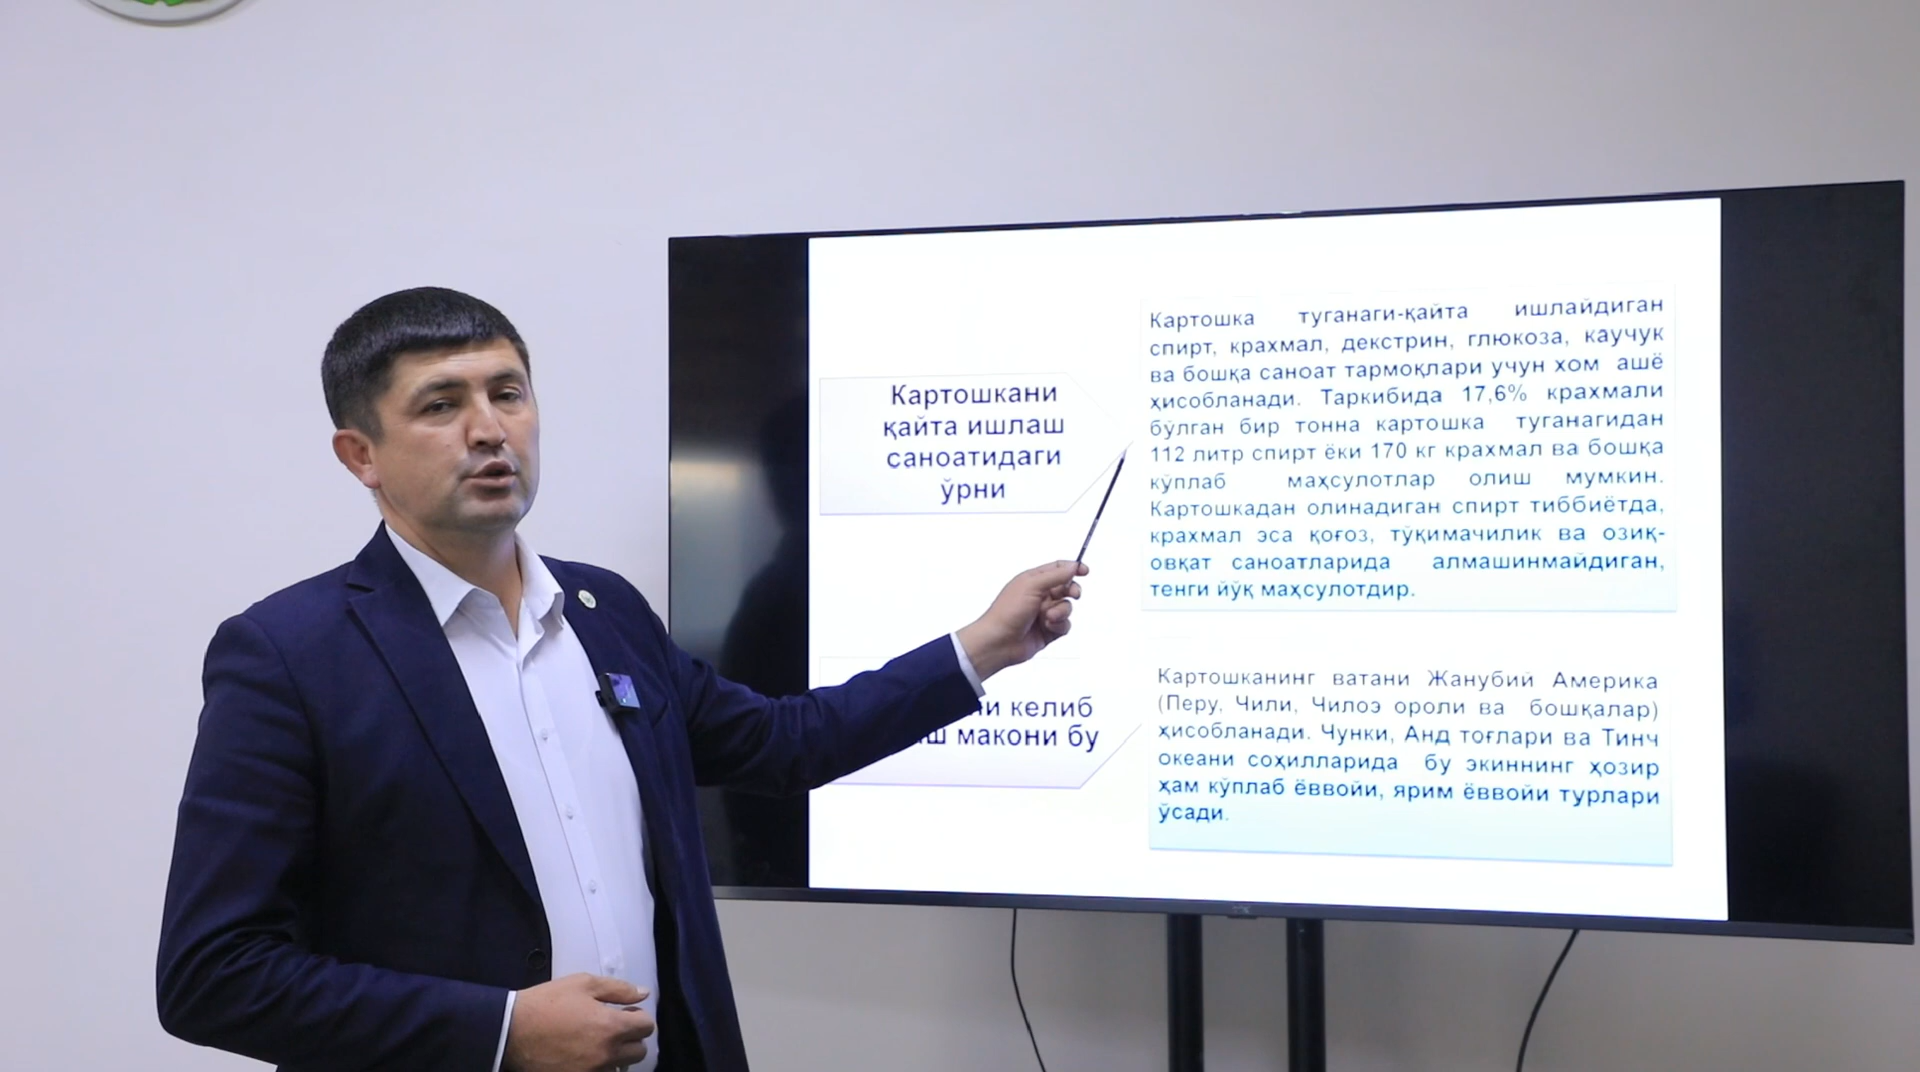 Картошкани
қайта ишлаш
саноатидаги
ўрни
Картошка туганаги-қайта ишлайдиган
спирт, крахмал, декстрин, глюкоза, каучук
ва бошқа саноат тармоқлари учун хом ашё
ҳисобланади. Таркибида 17,6% крахмали
бўлган бир тонна картошка туганагидан
112 литр спирт ёки 170 кг крахмал ва бошқа
кўплаб маҳсулотлар олиш мумкин.
Картошкадан олинадиган спирт тиббиётда,
крахмал эса қоғоз, тўқимачилик ва озиқ-
овқат саноатларида алмашинмайдиган,
тенги йўқ маҳсулотдир.
келиб
макони бу
Картошканинг ватани Жанубий Америка
(Перу, Чили, Чилоэ ороли ва бошқалар)
ҳисобланади. Чунки, Анд тоғлари ва Тинч
океани соҳилларида бу экиннинг ҳозир
ҳам кўплаб ёввойи, ярим ёввойи турлари
ўсади.